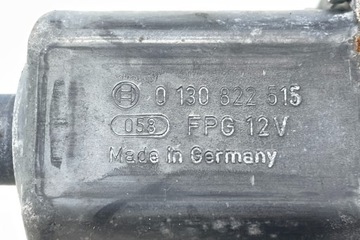 0 130 822 515
058 FPG 12V
Made in Germany